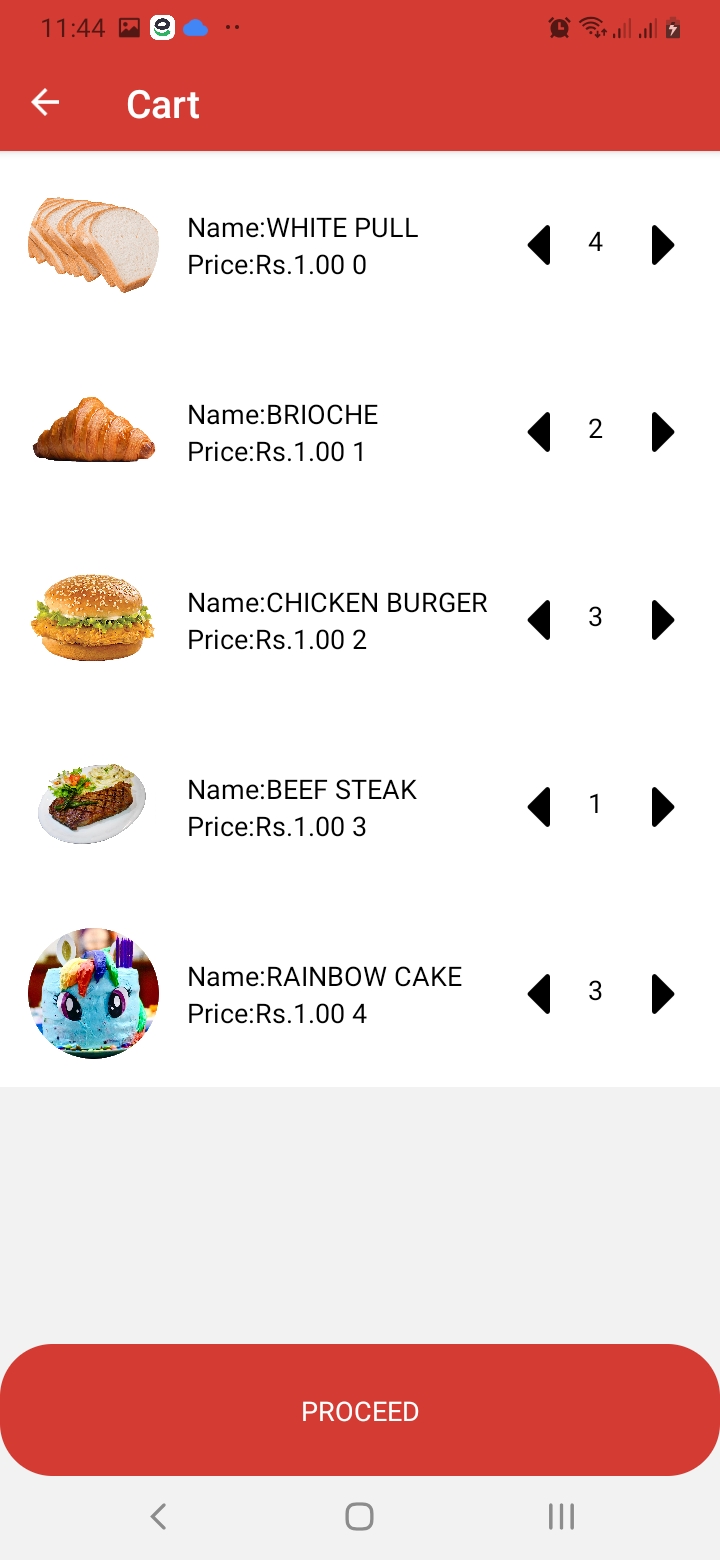 11:44
Cart
Name:WHITE PULL
Price:Rs.1.00 0
4
Name:BRIOCHE
Price:Rs.1.00 1
2
Name:CHICKEN BURGER
Price:Rs.1.00 2
3
Name:BEEF STEAK
Price:Rs.1.00 3
1
Name:RAINBOW CAKE
Price:Rs.1.00 4
3
PROCEED